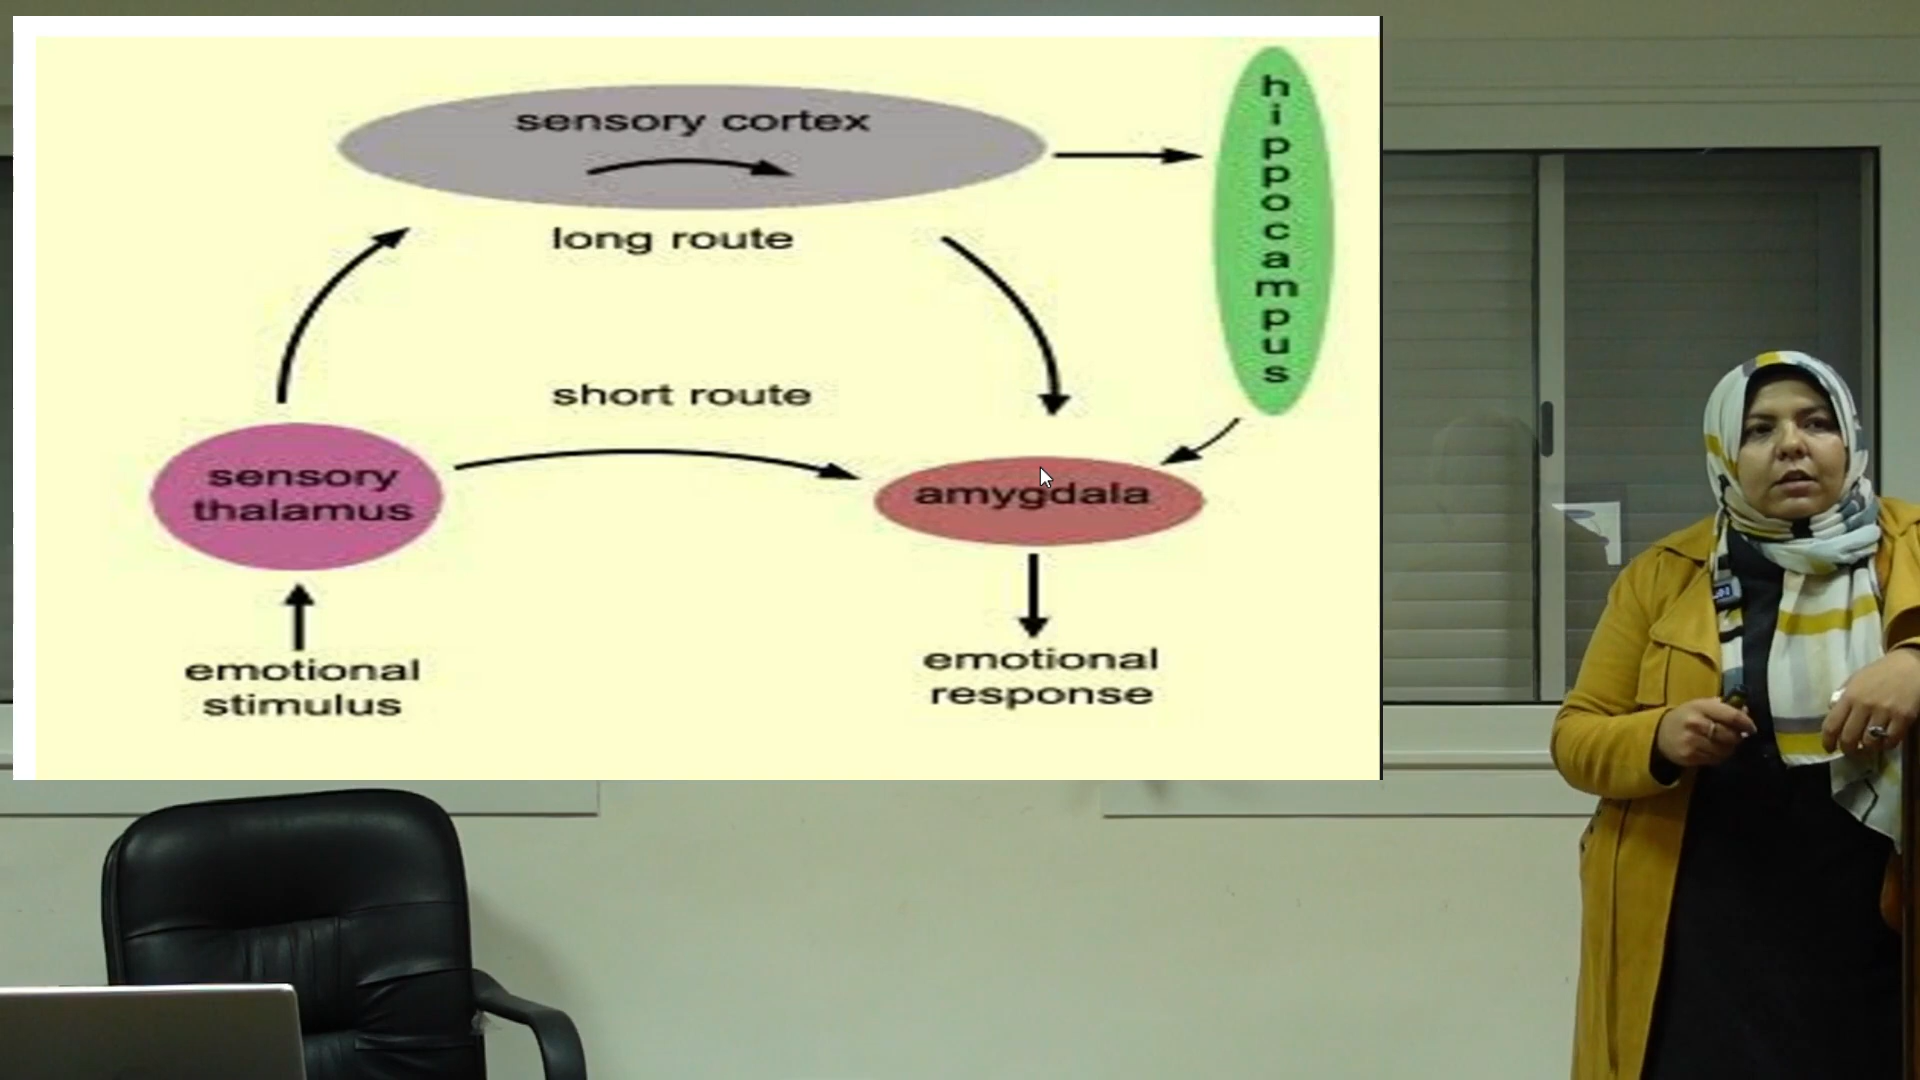 sensory cortex
hippocampus
long route
short route
sensory
thalamus
amygdala
emotional
stimulus
emotional
response